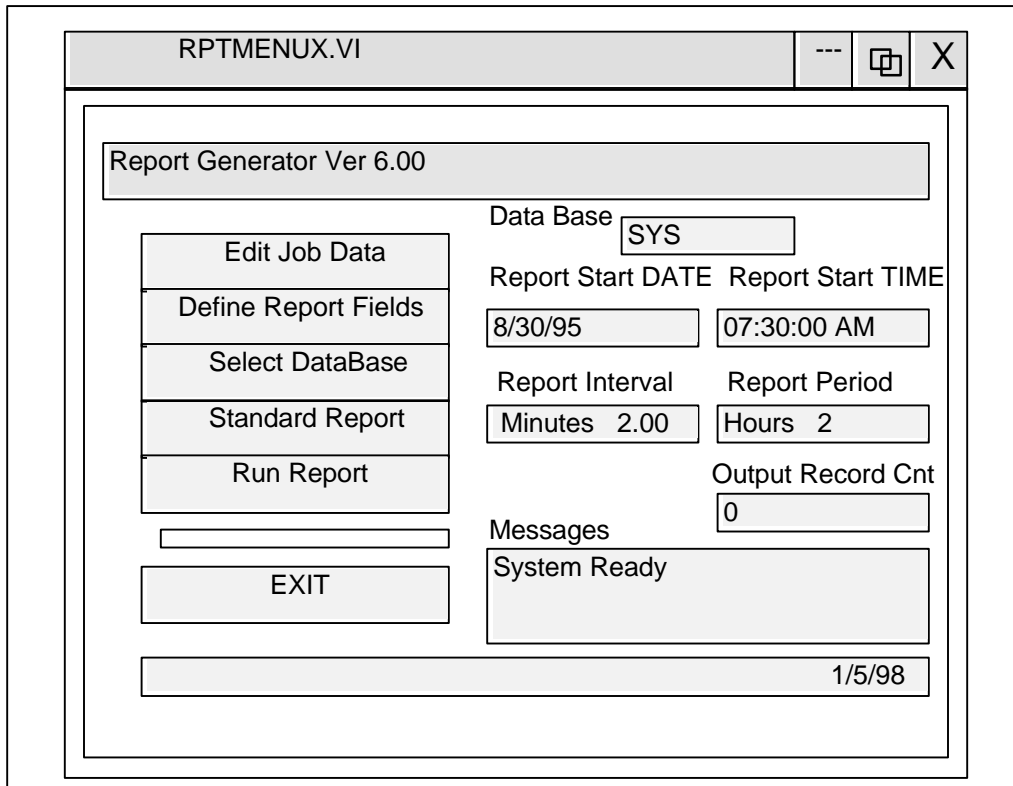 RPTMENUX.VI
---
X
Report Generator Ver 6.00
Edit Job Data
Define Report Fields
Select DataBase
Standard Report
Run Report
EXIT
Data Base
SYS
Report Start DATE Report Start TIME
8/30/95 07:30:00 AM
Report Interval Report Period
Minutes 2.00 Hours 2
Output Record Cnt
0
Messages
System Ready
1/5/98